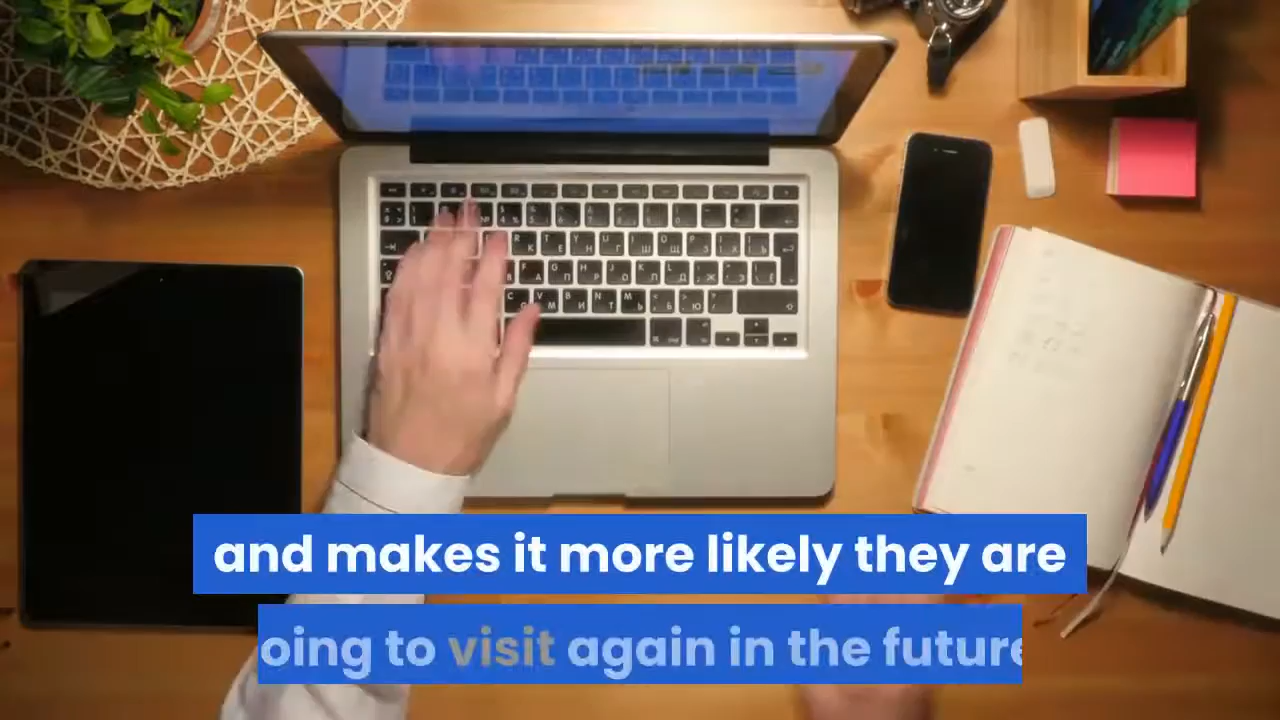 and makes it more likely they are
oing to visit again in the future